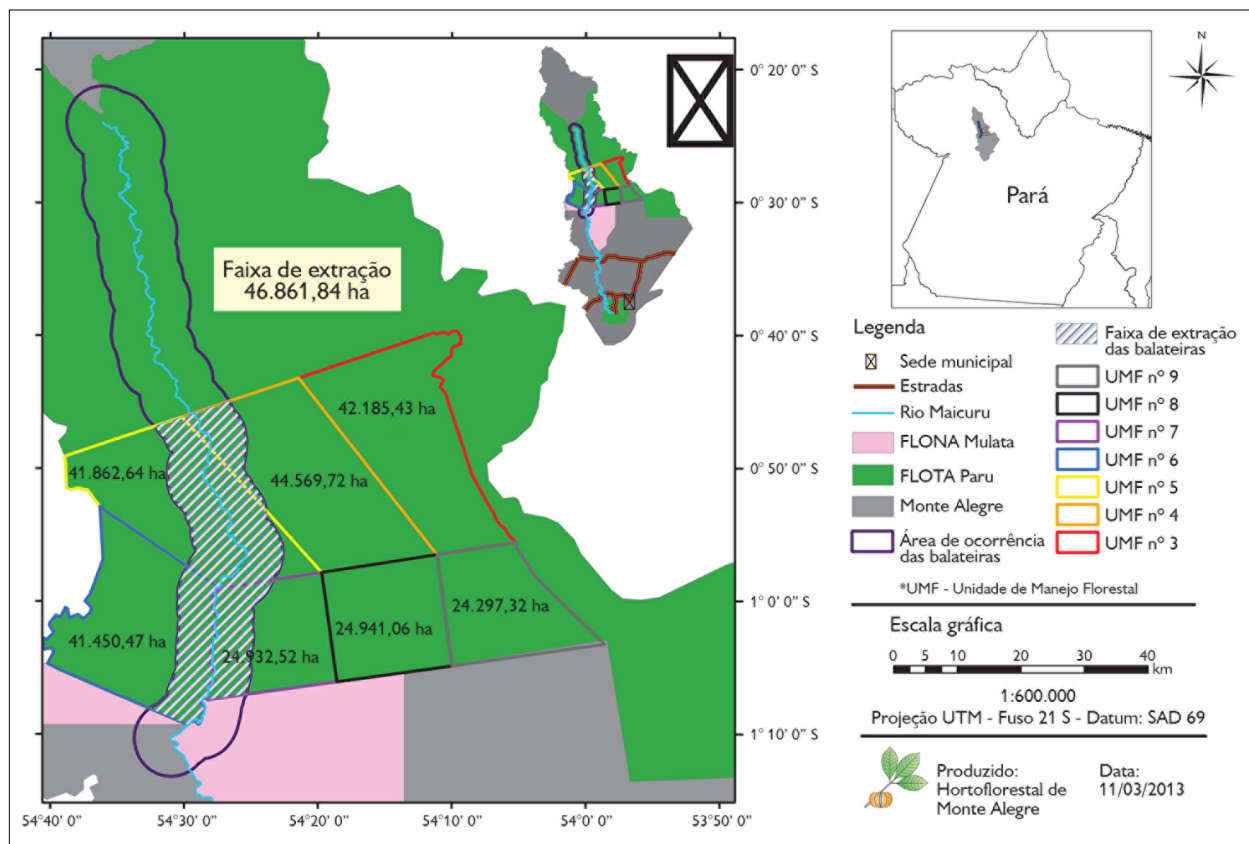 0° 20' 0" S
0° 30' 0" S
0° 40' 0" S
0° 50' 0" S
1° 0' 0" S
1° 10' 0" S
54° 40' 0"
54° 30' 0"
54° 20' 0"
54° 10' 0"
54° 0' 0"
53° 50' 0"
Faixa de extração
46.861,84 ha
42.185,43 ha
41.862,64 ha
44.569,72 ha
24.297,32 ha
24.941,06 ha
41.450,47 ha
24.932,52 ha
N
Pará
Legenda
Sede municipal
Estradas
Rio Maicuru
FLONA Mulata
FLOTA Paru
Monte Alegre
Área de ocorrência
das balateiras
Faixa de extração
das balateiras
UMF nº 9
UMF nº 8
UMF nº 7
UMF nº 6
UMF nº 5
UMF nº 4
UMF nº 3
*UMF - Unidade de Manejo Florestal
Escala gráfica
0 5 10 20 30 40
km
1:600.000
Projeção UTM - Fuso 21 S - Datum: SAD 69
Produzido:
Hortoflorestal de
Monte Alegre
Data:
11/03/2013